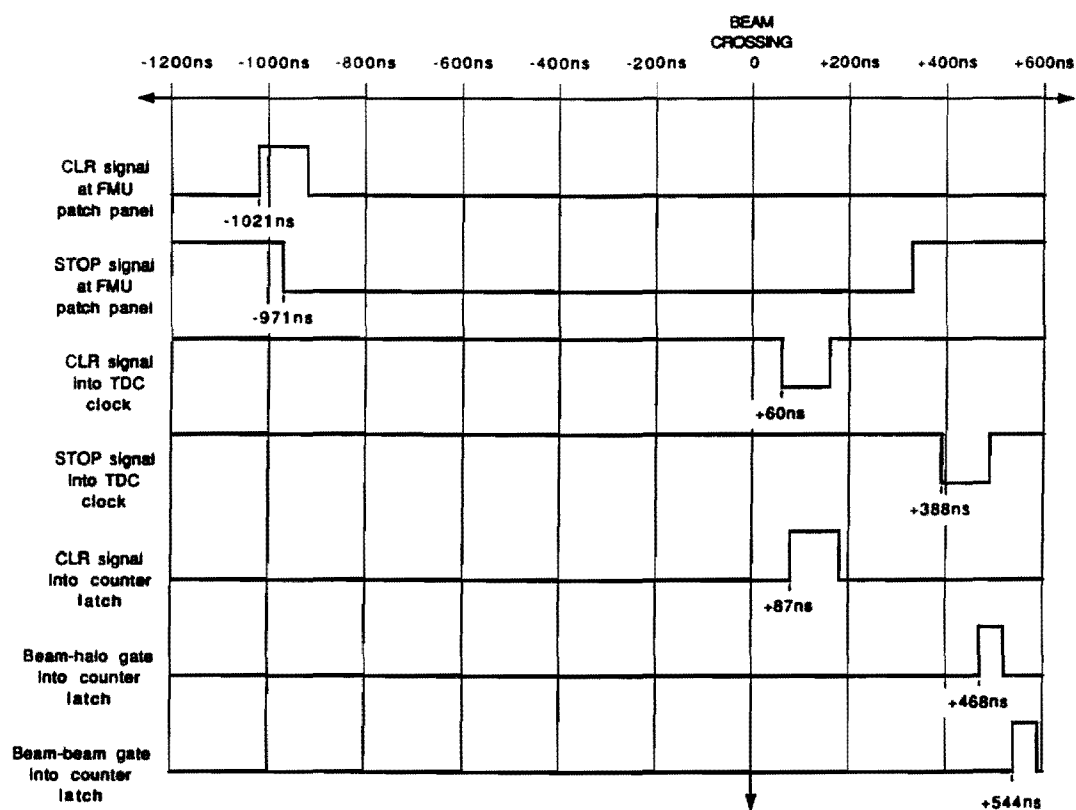 BEAM
CROSSING
-1200ns -1000ns -800ns -600ns -400ns -200ns 0 +200ns +400ns +600ns
CLR signal
at FMU
patch panel
-1021ns
STOP signal
at FMU
patch panel
-971ns
CLR signal
into TDC
clock
+60ns
STOP signal
into TDC
clock
+388ns
CLR signal
into counter
latch
+87ns
Beam-halo gate
into counter
latch
+468ns
Beam-beam gate
into counter
latch
+544ns